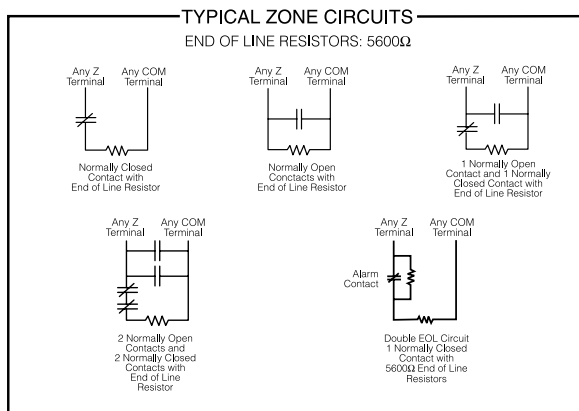 TYPICAL ZONE CIRCUITS
END OF LINE RESISTORS: 5600Ω
Any Z
Terminal
Any COM
Terminal
Normally Closed
Contact with
End of Line Resistor
Any Z
Terminal
Any COM
Terminal
Normally Open
Conctacts with
End of Line Resistor
Any Z
Terminal
Any COM
Terminal
1 Normally Open
Contact and 1 Normally
Closed Contact with
End of Line Resistor
Any Z
Terminal
Any COM
Terminal
2 Normally Open
Contacts and
2 Normally Closed
Contacts with
End of Line
Resistor
Any Z
Terminal
Any COM
Terminal
Alarm
Contact
Double EOL Circuit
1 Normally Closed
Contact with
5600Ω End of Line
Resistors